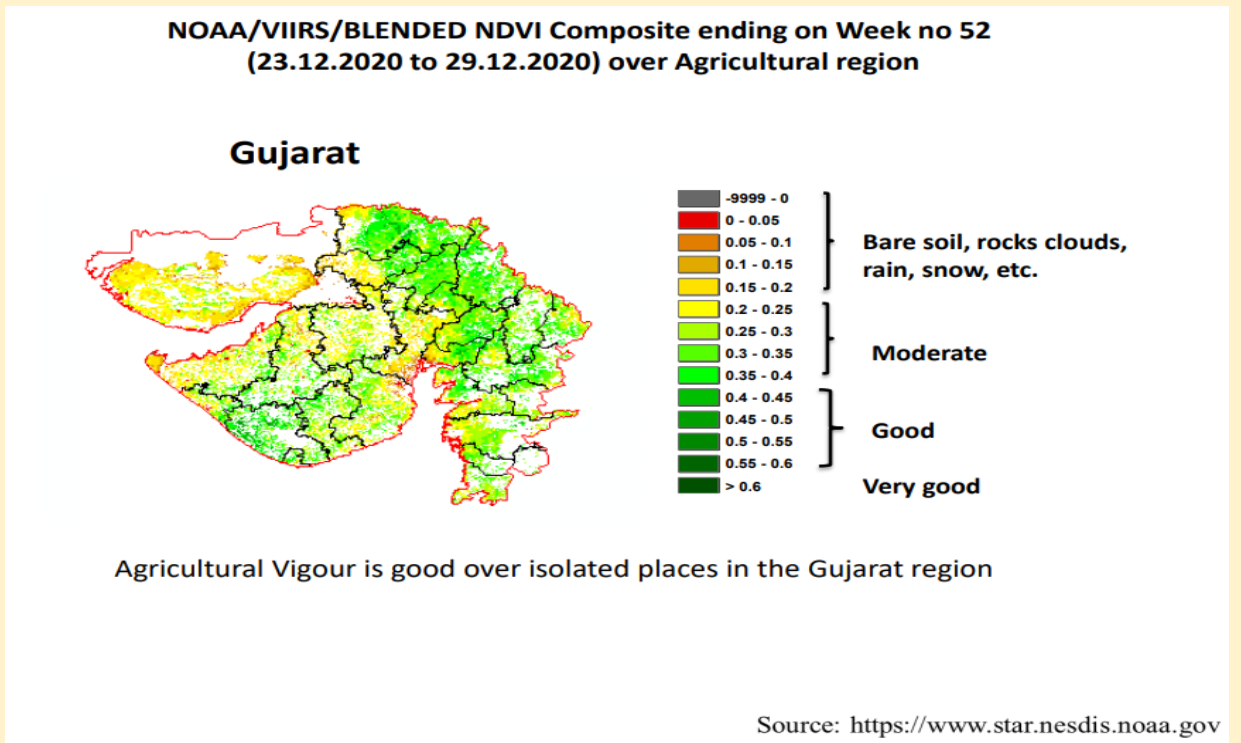 NOAA/VIIRS/BLENDED NDVI Composite ending on Week no 52
(23.12.2020 to 29.12.2020) over Agricultural region
Gujarat
-9999 - 0
0 - 0.05
0.05 - 0.1
0.1 - 0.15
0.15 - 0.2
0.2 - 0.25
0.25 - 0.3
0.3 - 0.35
0.35 - 0.4
0.4 - 0.45
0.45 - 0.5
0.5 - 0.55
0.55 - 0.6
> 0.6
Bare soil, rocks clouds,
rain, snow, etc.
Moderate
Good
Very good
Agricultural Vigour is good over isolated places in the Gujarat region
Source: https://www.star.nesdis.noaa.gov